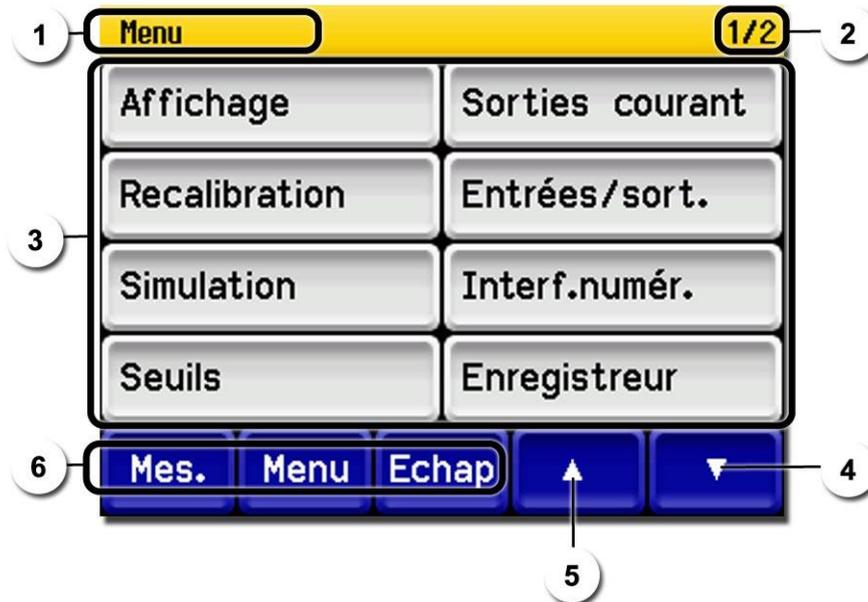 1 Menu 1/2 2
Affichage Sorties courant
Recalibration Entrées/sort.
3
Simulation Interf.numér.
Seuils Enregistreur
6 Mes. Menu Echap ▲ ▼ 4
5